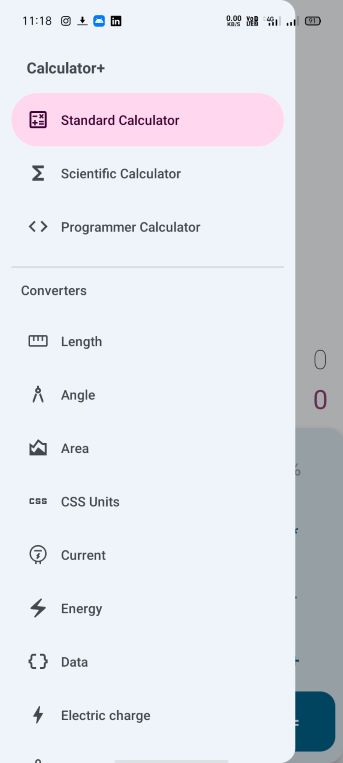 11:18
0.00 KB/S
4G
91
Calculator+
Standard Calculator
Scientific Calculator
Programmer Calculator
Converters
Length
0
Angle
0
Area
%
CSS CSS Units
Current
Energy
Data
Electric charge